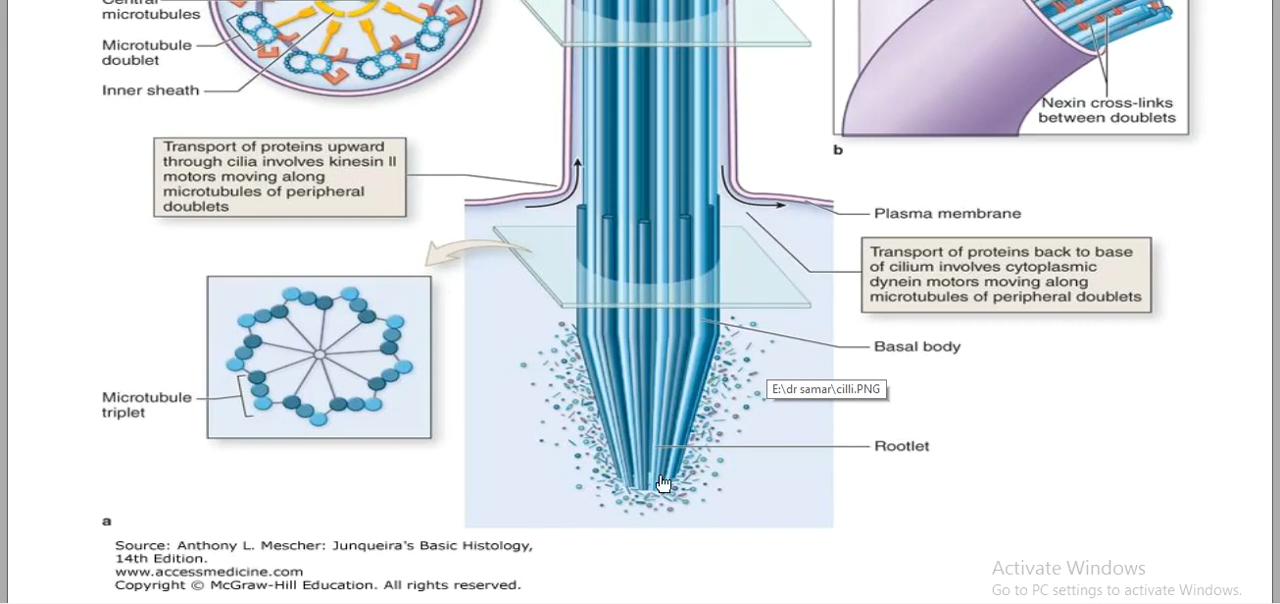 Central
microtubules
Microtubule
doublet
Inner sheath
Nexin cross-links
between doublets
b
Transport of proteins upward
through cilia involves kinesin II
motors moving along
microtubules of peripheral
doublets
Plasma membrane
Transport of proteins back to base
of cilium involves cytoplasmic
dynein motors moving along
microtubules of peripheral doublets
Basal body
E:\dr samar\cilli.PNG
Microtubule
triplet
Rootlet
a
Source: Anthony L. Mescher: Junqueira's Basic Histology,
14th Edition.
www.accessmedicine.com
Copyright © McGraw-Hill Education. All rights reserved.
Activate Windows
Go to PC settings to activate Windows.